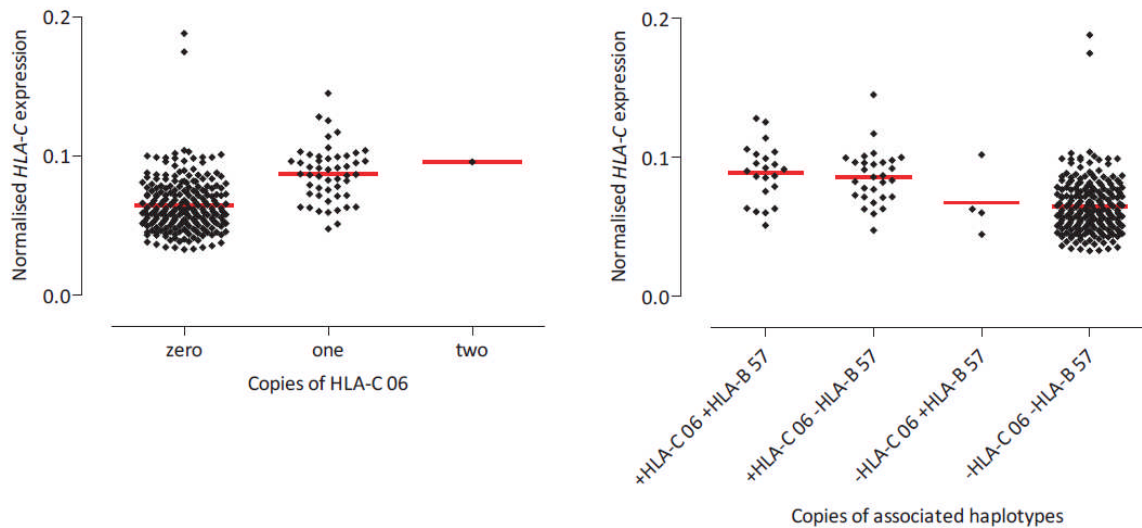 0.2
0.1
0.0
Normalised HLA-C expression
zero one two
Copies of HLA-C 06
0.2
0.1
0.0
Normalised HLA-C expression
+HLA-C 06 +HLA-B 57
+HLA-C 06 -HLA-B 57
-HLA-C 06 +HLA-B 57
-HLA-C 06 -HLA-B 57
Copies of associated haplotypes